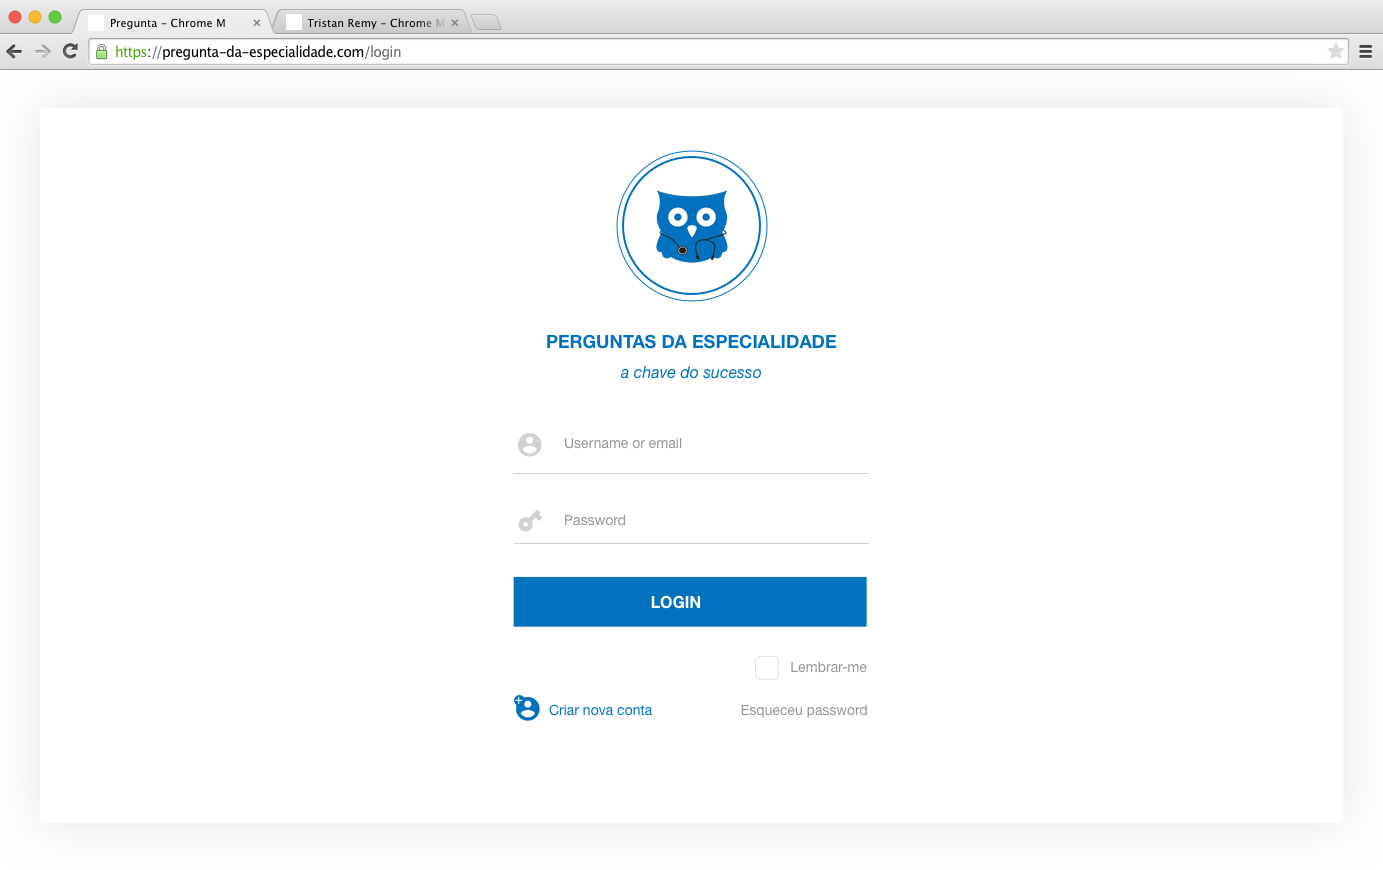 Pregunta – Chrome M
Tristan Remy – Chrome M
https://pregunta-da-especialidade.com/login
PERGUNTAS DA ESPECIALIDADE
a chave do sucesso
Username or email
Password
LOGIN
Lembrar-me
Criar nova conta
Esqueceu password